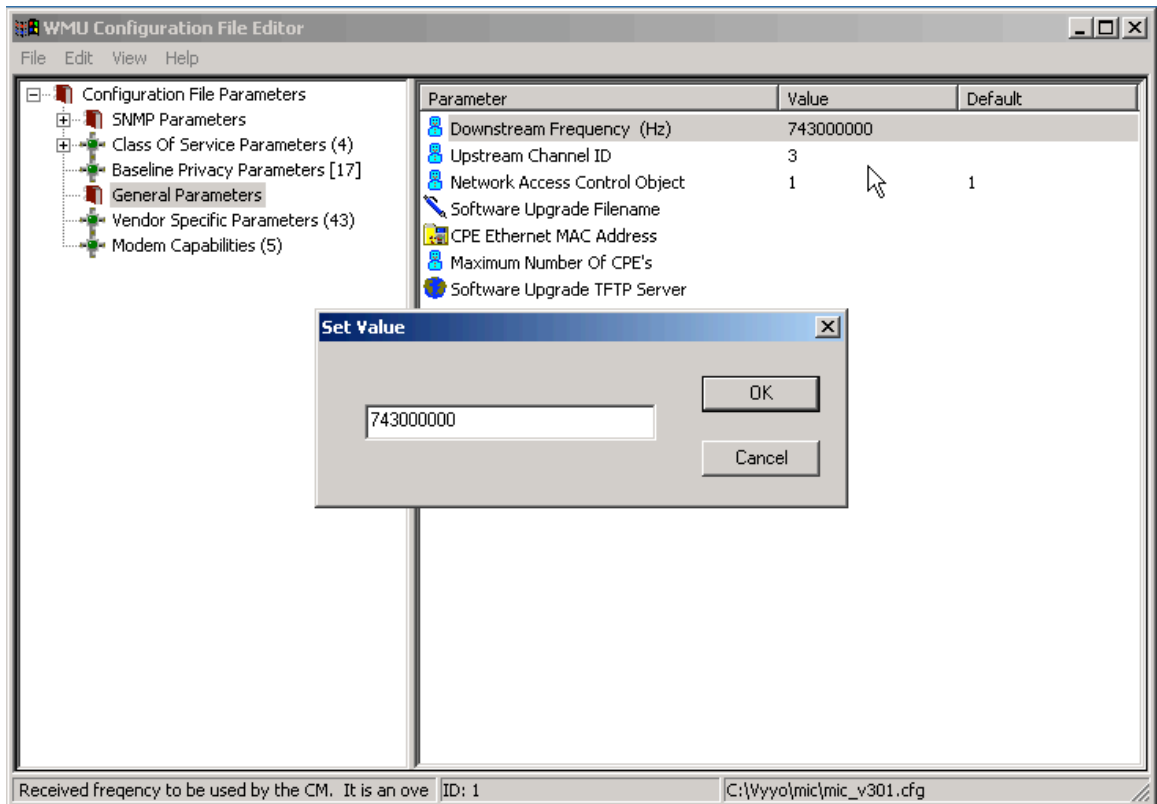 WMU Configuration File Editor
File Edit View Help
Configuration File Parameters
SNMP Parameters
Class Of Service Parameters (4)
Baseline Privacy Parameters [17]
General Parameters
Vendor Specific Parameters (43)
Modem Capabilities (5)
Parameter Value Default
Downstream Frequency (Hz) 743000000
Upstream Channel ID 3
Network Access Control Object 1 1
Software Upgrade Filename
CPE Ethernet MAC Address
Maximum Number Of CPE's
Software Upgrade TFTP Server
Set Value
743000000
OK
Cancel
Received freqency to be used by the CM. It is an ove ID: 1 C:\Vyyo\mic\mic_v301.cfg